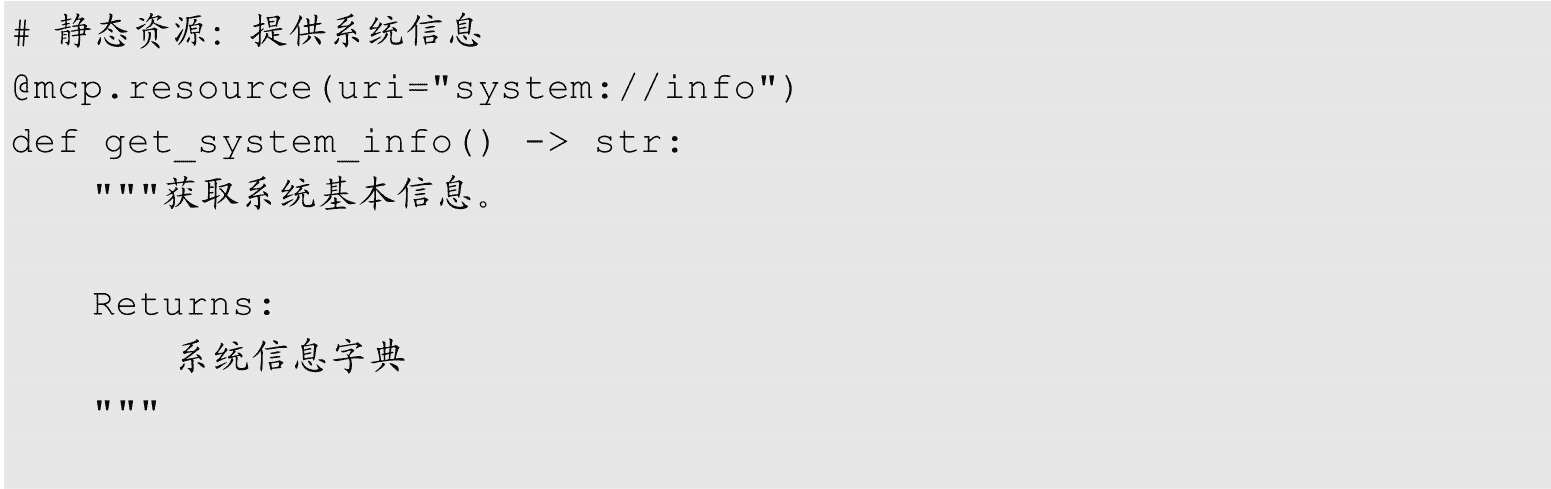 # 静态资源：提供系统信息
@mcp.resource(uri="system://info")
def get_system_info() -> str:
    """获取系统基本信息。
    Returns:
        系统信息字典
    """